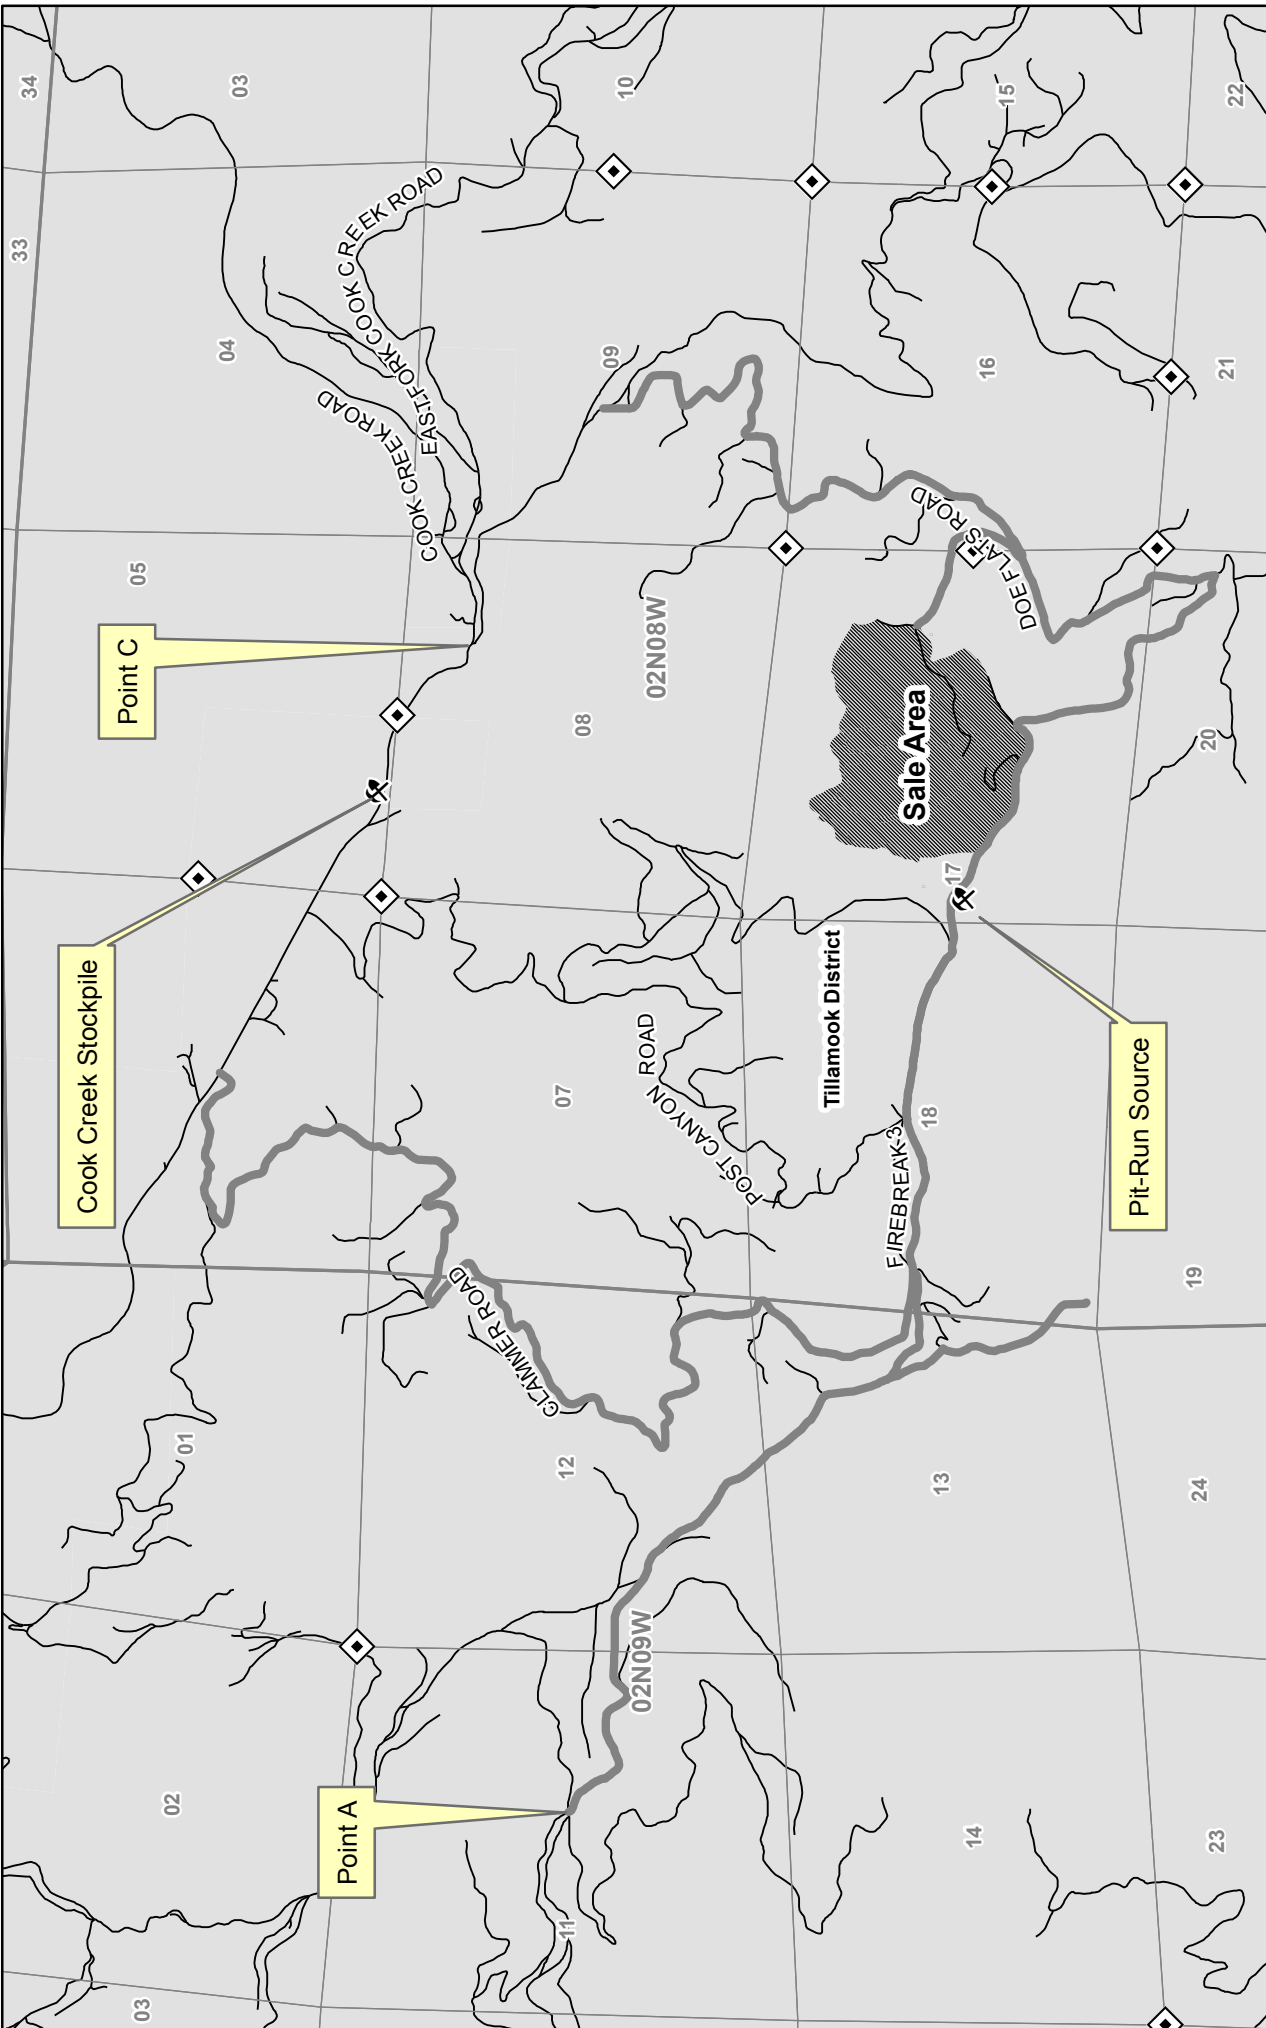 33
34
Cook Creek Stockpile
Point C
03
02
01
05
04
03
Point A
COOK CREEK ROAD
EAST FORK COOK CREEK ROAD
CLAMMER ROAD
11
12
07
08
09
10
02N09W
02N08W
POST CANYON ROAD
Tillamook District
Sale Area
FIREBREAK 3
DOE FLATS ROAD
14
13
18
17
16
15
Pit-Run Source
23
24
19
20
21
22